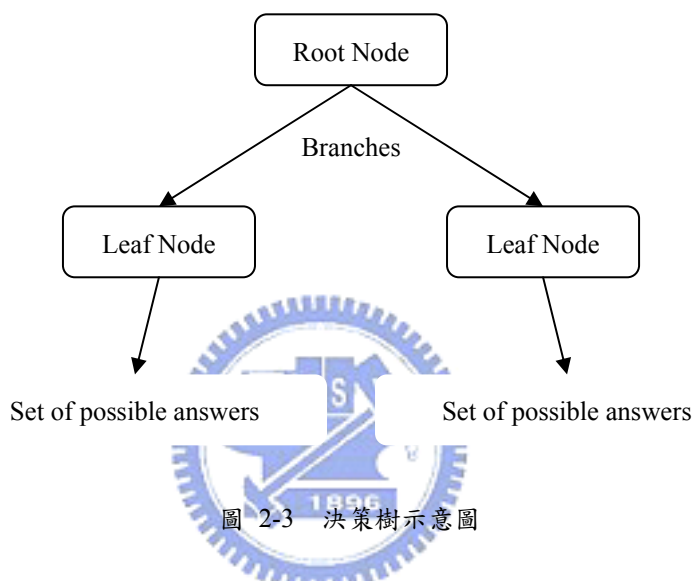 Root Node
Branches
Leaf Node
Leaf Node
S
Set of possible answers
Set of possible answers
1896
圖 2-3 決策樹示意圖